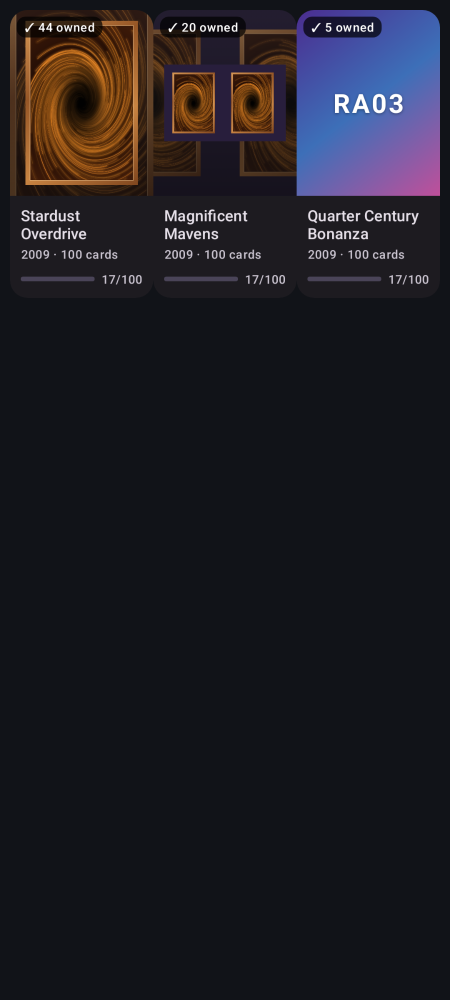 ✓ 44 owned
Stardust
Overdrive
2009 · 100 cards
17/100
✓ 20 owned
Magnificent
Mavens
2009 · 100 cards
17/100
✓ 5 owned
RA03
Quarter Century
Bonanza
2009 · 100 cards
17/100